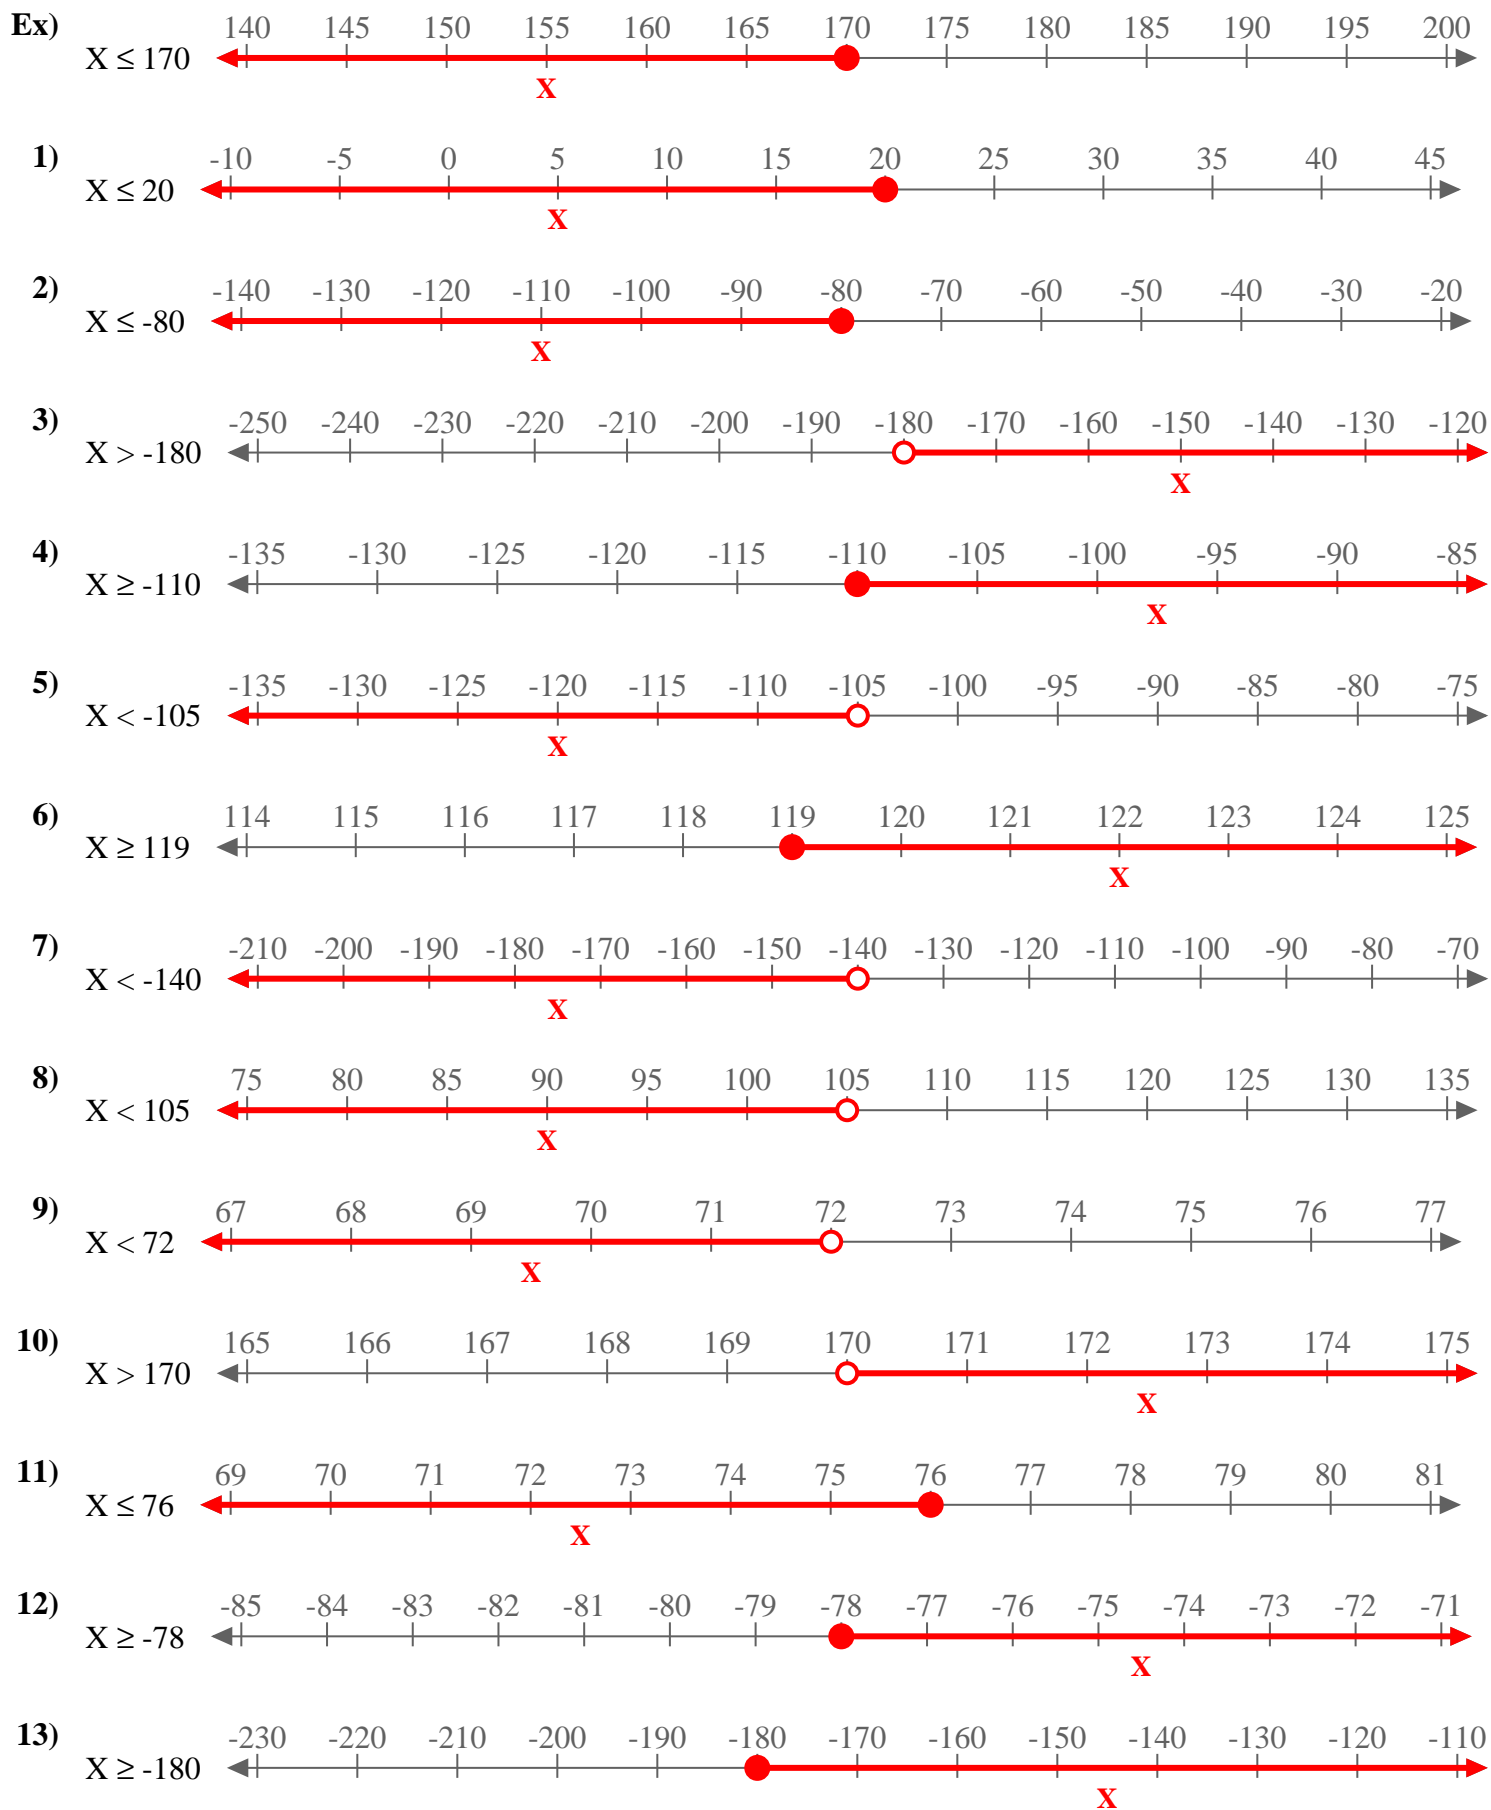 Ex) 140 145 150 155 160 165 170 175 180 185 190 195 200
X ≤ 170
X
1) -10 -5 0 5 10 15 20 25 30 35 40 45
X ≤ 20
X
2) -140 -130 -120 -110 -100 -90 -80 -70 -60 -50 -40 -30 -20
X ≤ -80
X
3) -250 -240 -230 -220 -210 -200 -190 -180 -170 -160 -150 -140 -130 -120
X > -180
X
4) -135 -130 -125 -120 -115 -110 -105 -100 -95 -90 -85
X ≥ -110
X
5) -135 -130 -125 -120 -115 -110 -105 -100 -95 -90 -85 -80 -75
X < -105
X
6) 114 115 116 117 118 119 120 121 122 123 124 125
X ≥ 119
X
7) -210 -200 -190 -180 -170 -160 -150 -140 -130 -120 -110 -100 -90 -80 -70
X < -140
X
8) 75 80 85 90 95 100 105 110 115 120 125 130 135
X < 105
X
9) 67 68 69 70 71 72 73 74 75 76 77
X < 72
X
10) 165 166 167 168 169 170 171 172 173 174 175
X > 170
X
11) 69 70 71 72 73 74 75 76 77 78 79 80 81
X ≤ 76
X
12) -85 -84 -83 -82 -81 -80 -79 -78 -77 -76 -75 -74 -73 -72 -71
X ≥ -78
X
13) -230 -220 -210 -200 -190 -180 -170 -160 -150 -140 -130 -120 -110
X ≥ -180
X